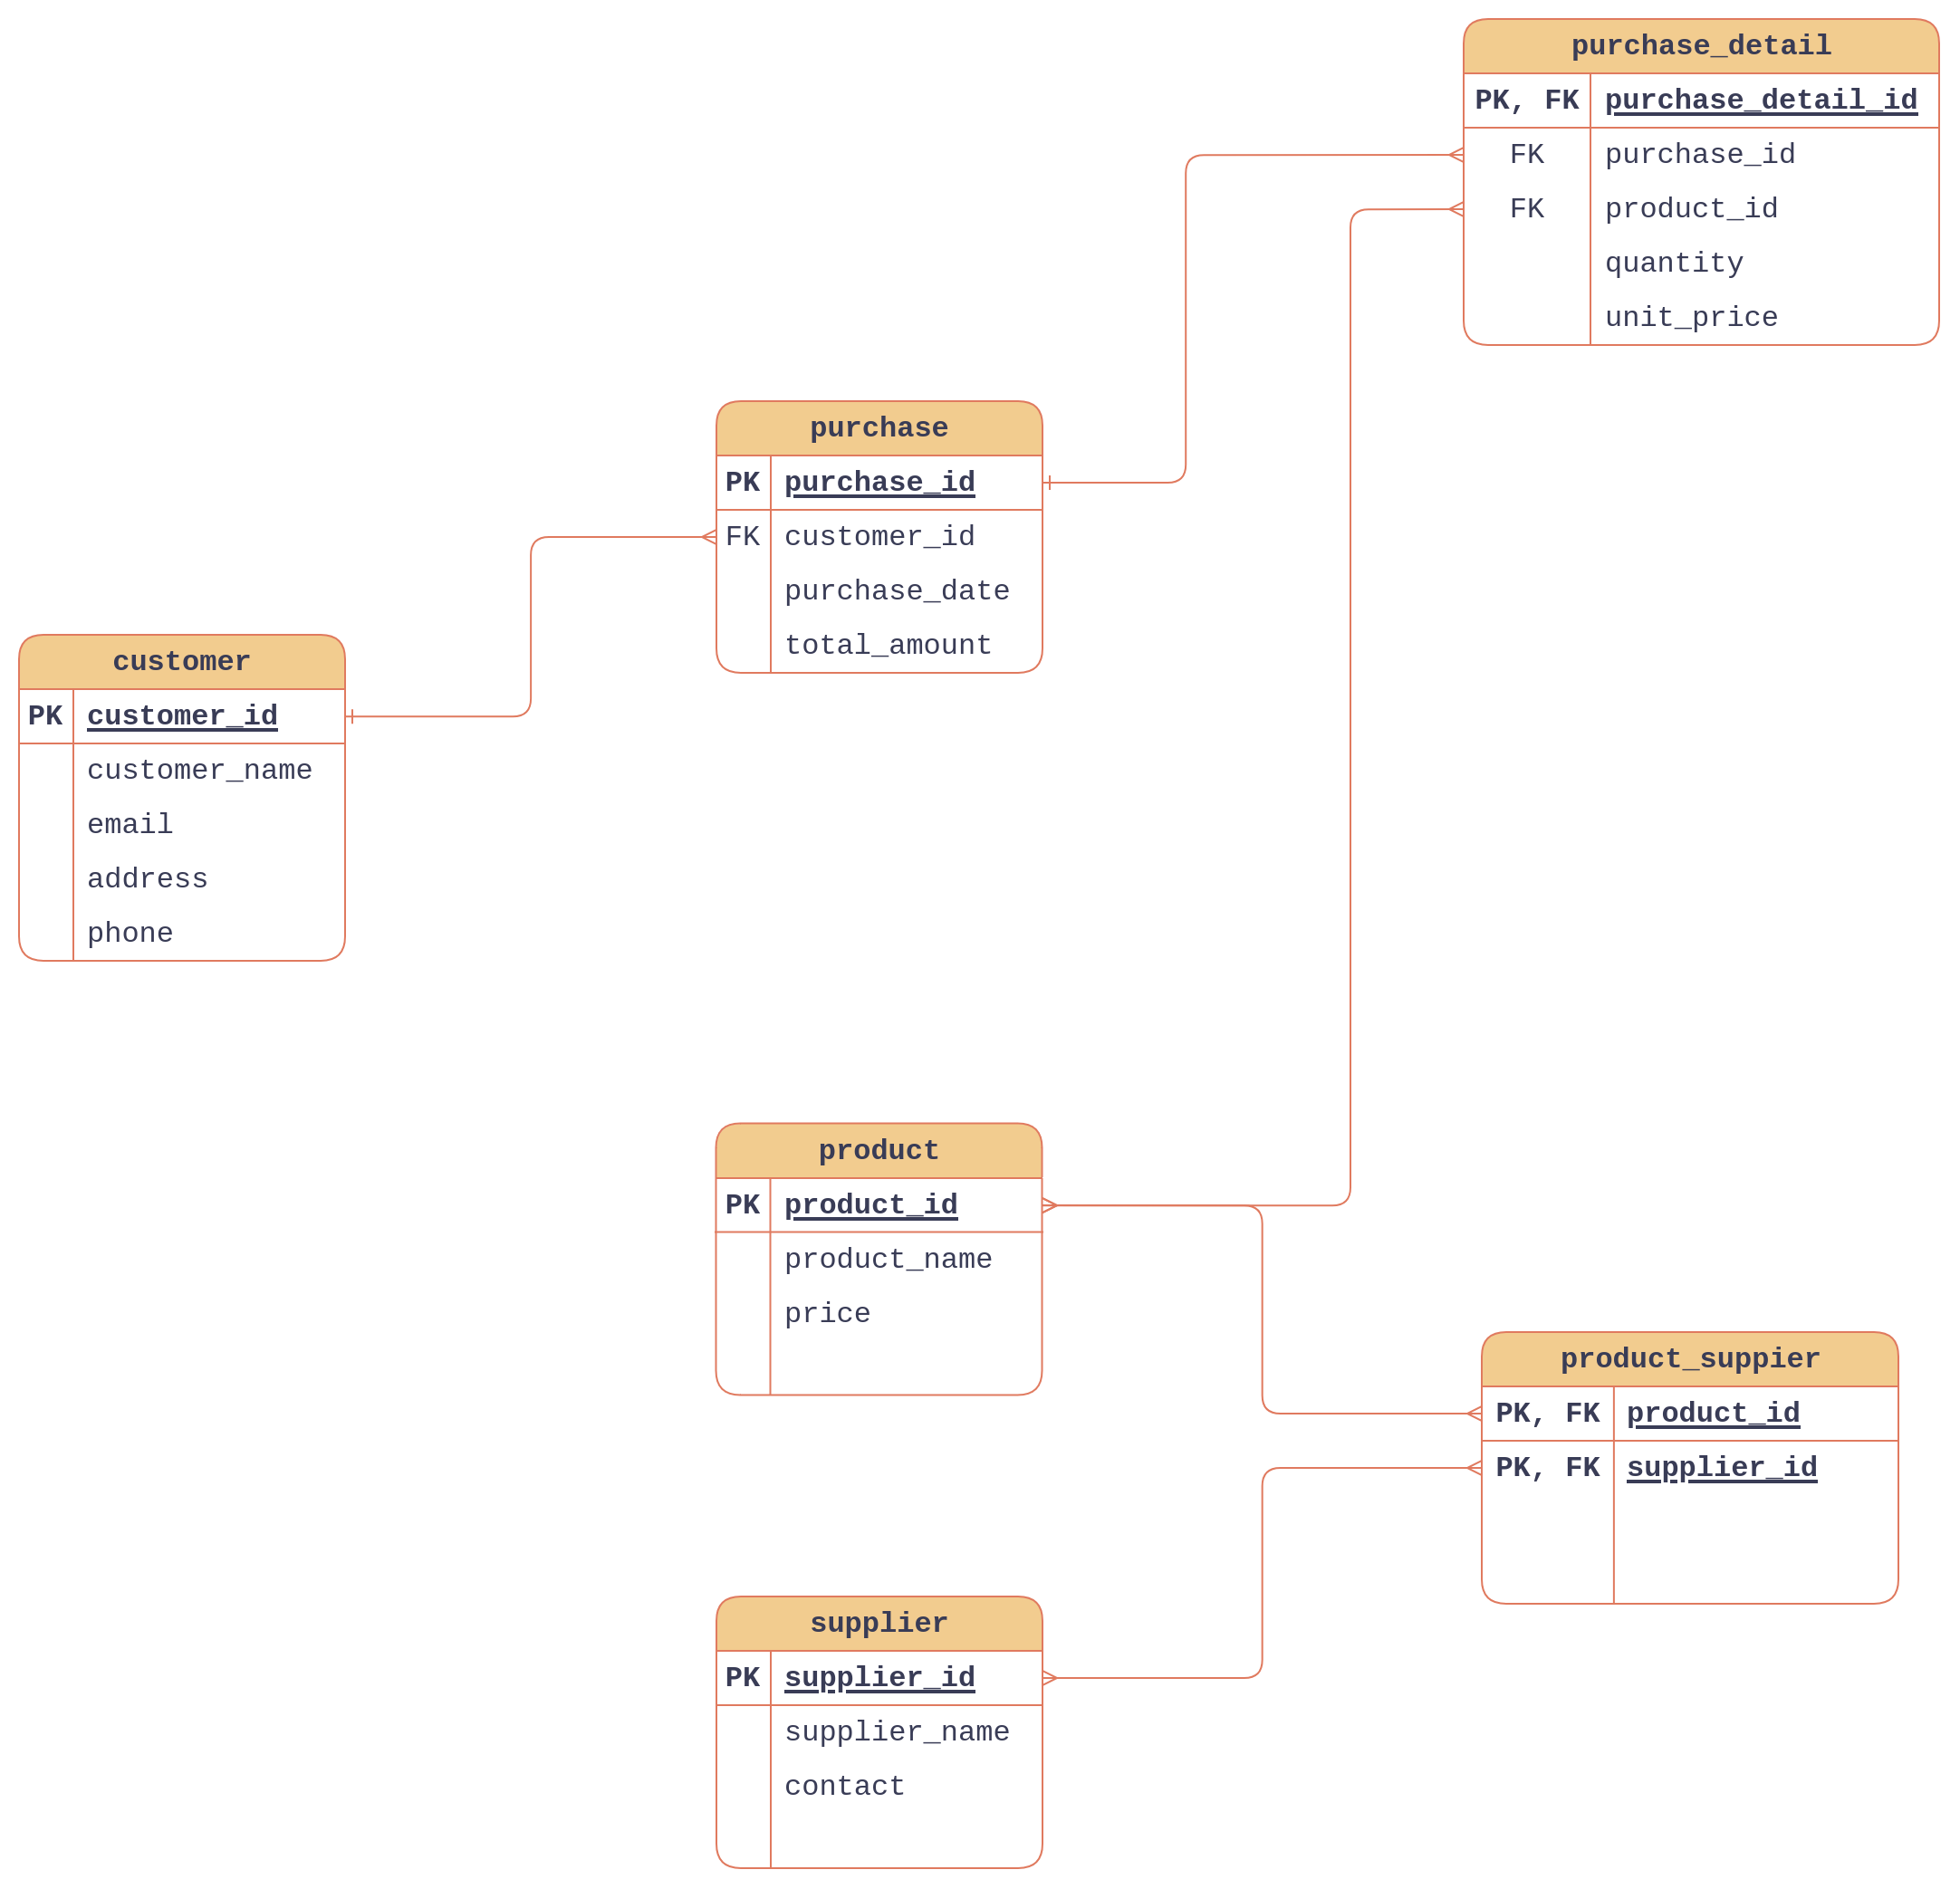 purchase_detail
PK, FK purchase_detail_id
FK purchase_id
FK product_id
quantity
unit_price
purchase
PK purchase_id
FK customer_id
purchase_date
total_amount
customer
PK customer_id
customer_name
email
address
phone
product
PK product_id
product_name
price
product_suppier
PK, FK product_id
PK, FK supplier_id
supplier
PK supplier_id
supplier_name
contact